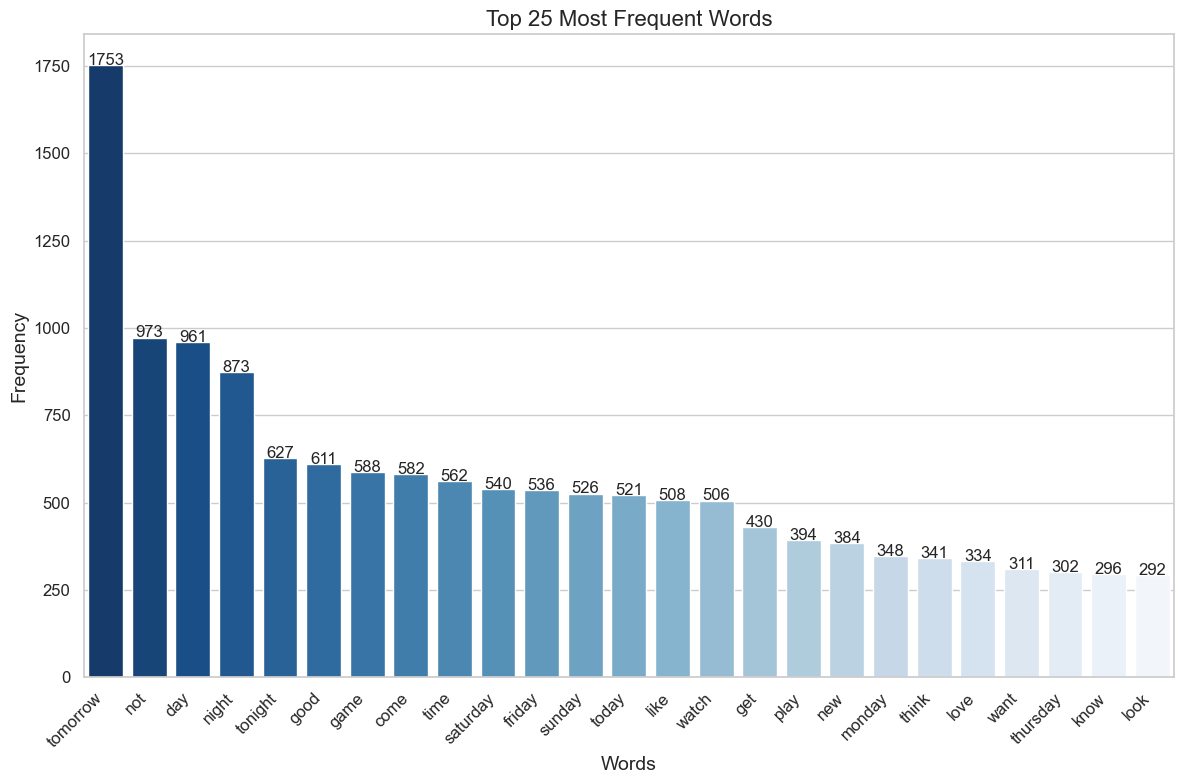 Top 25 Most Frequent Words
Frequency
1750
1500
1250
1000
750
500
250
0
1753
973
961
873
627
611
588
582
562
540
536
526
521
508
506
430
394
384
348
341
334
311
302
296
292
tomorrow
not
day
night
tonight
good
game
come
time
saturday
friday
sunday
today
like
watch
get
play
new
monday
think
love
want
thursday
know
look
Words